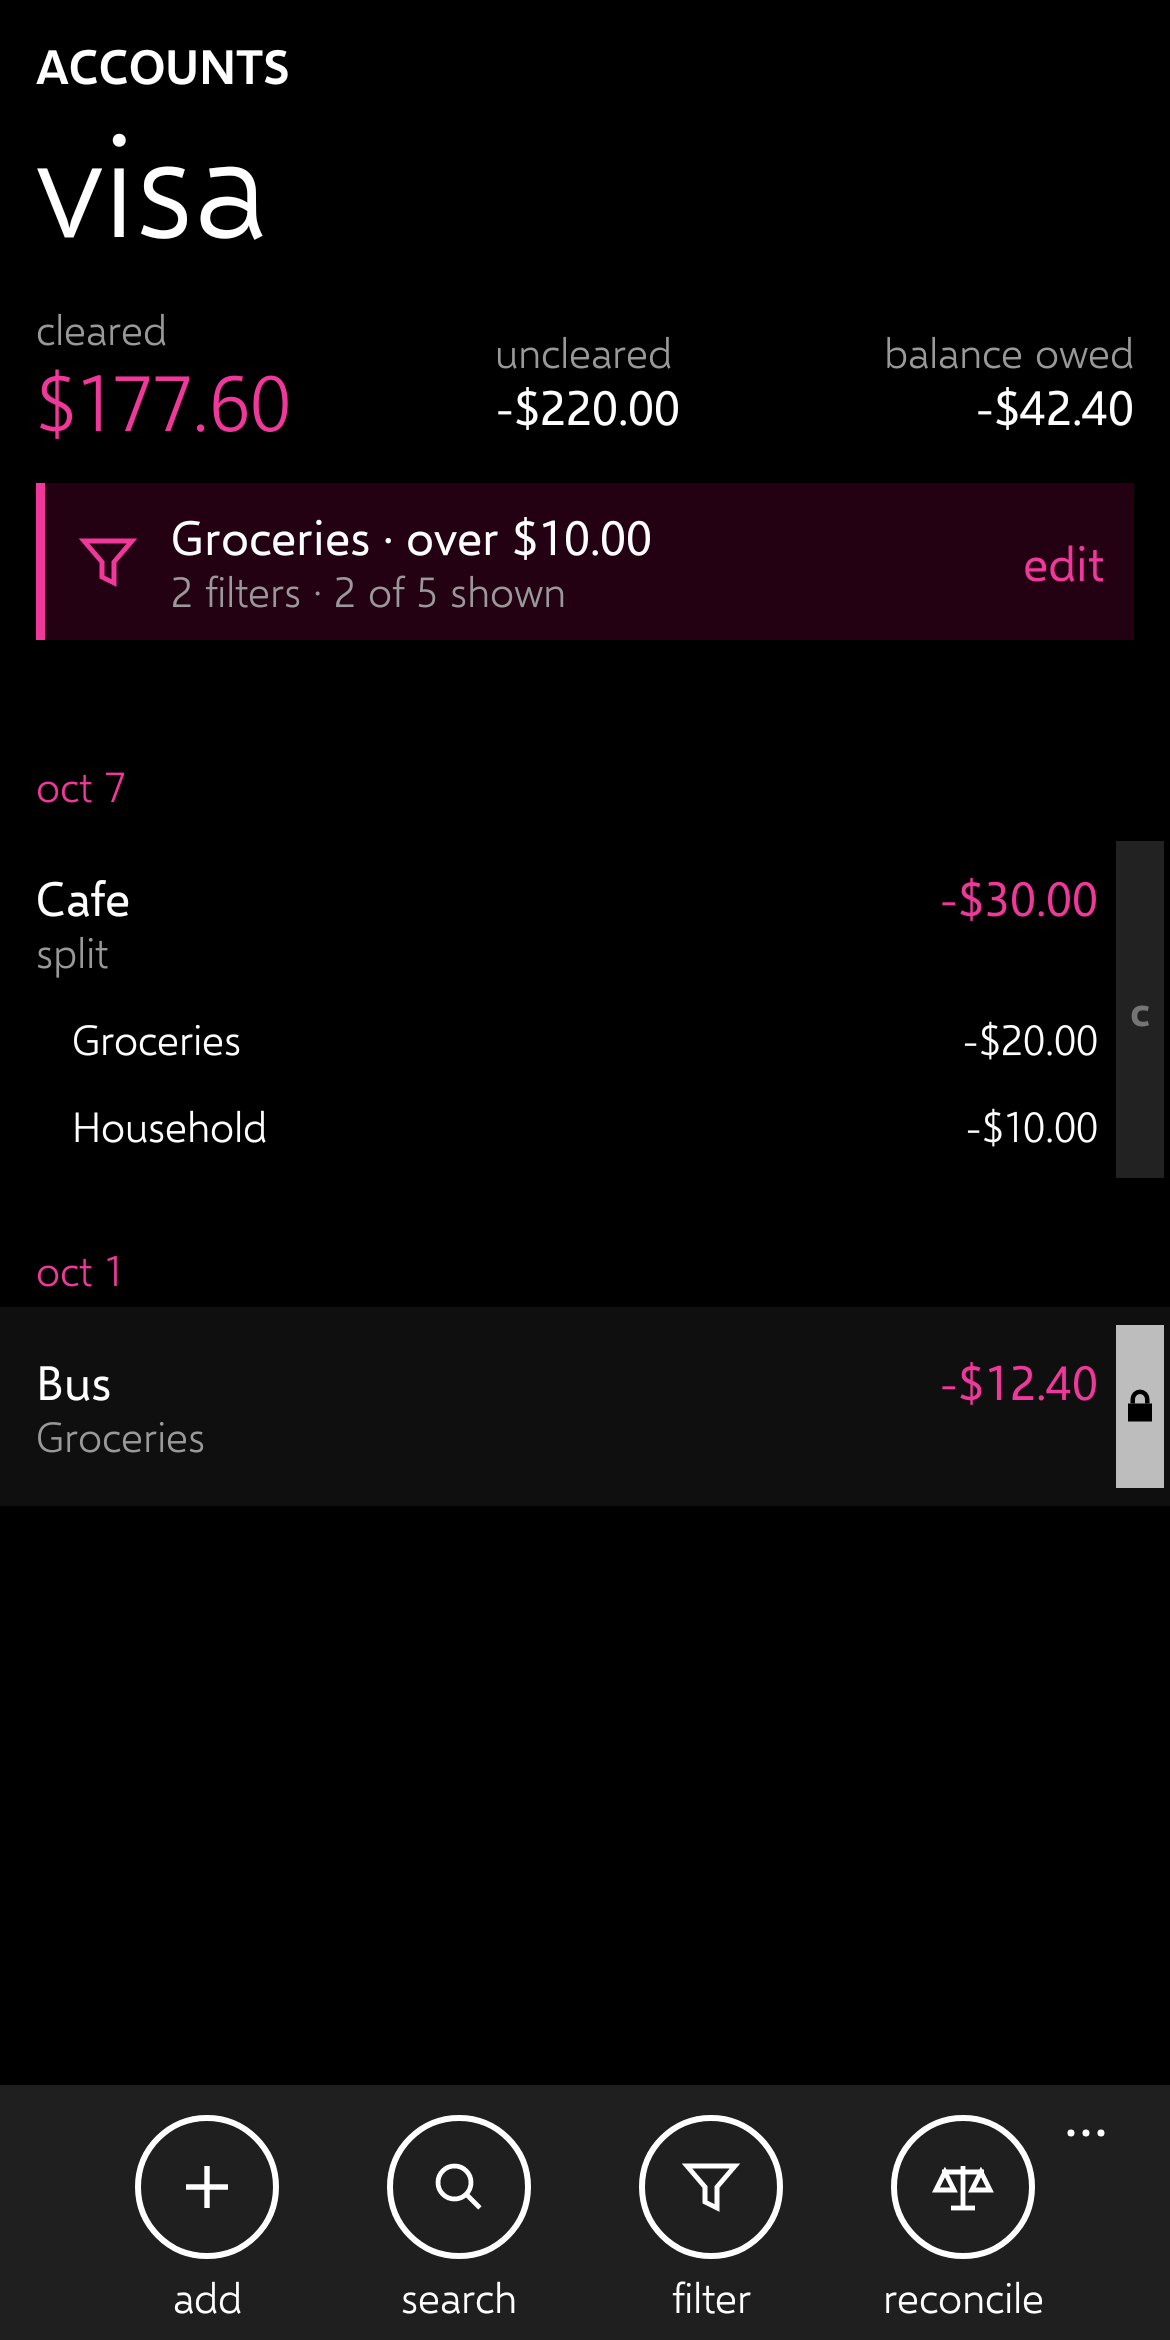 ACCOUNTS
visa
cleared
$177.60
uncleared
-$220.00
balance owed
-$42.40
Groceries · over $10.00
2 filters · 2 of 5 shown
edit
oct 7
Cafe
-$30.00
split
c
Groceries
-$20.00
Household
-$10.00
oct 1
Bus
-$12.40
Groceries
...
add
search
filter
reconcile